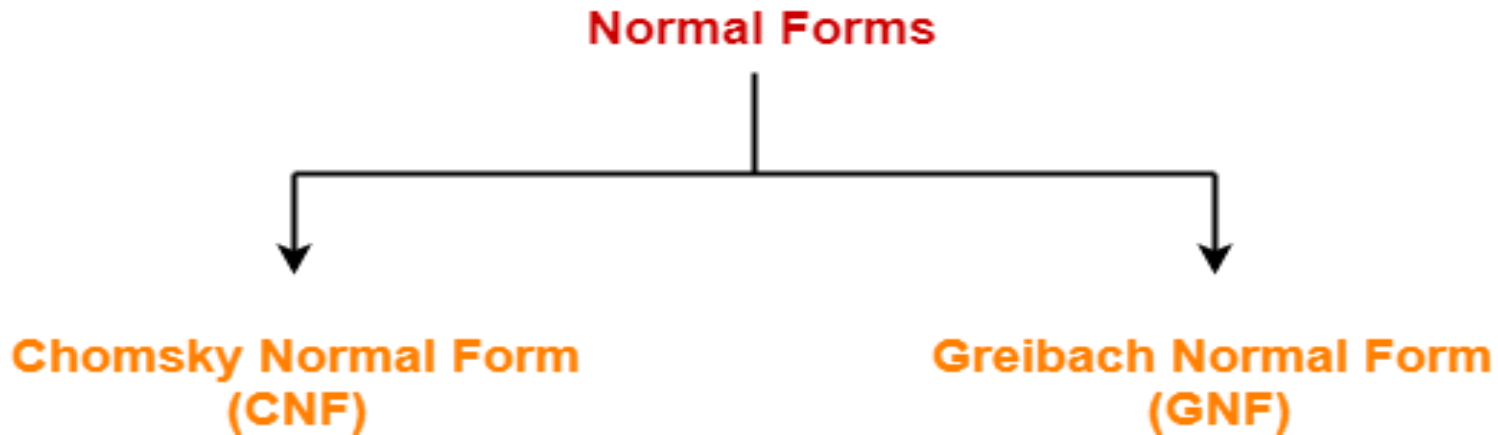 Normal Forms
Chomsky Normal Form
(CNF)
Greibach Normal Form
(GNF)